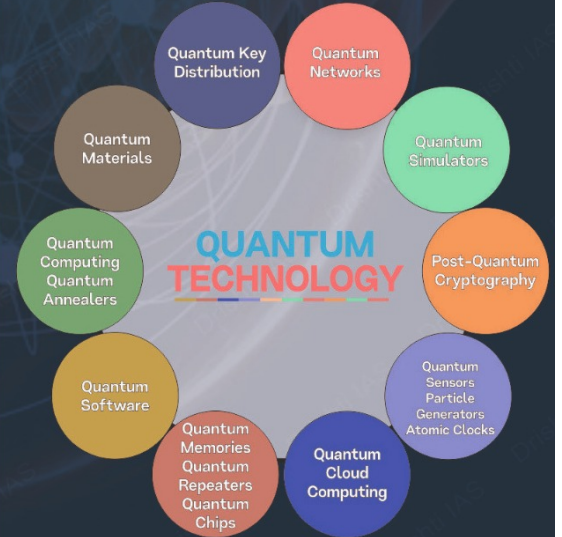 Quantum Key
Distribution
Quantum
Networks
Quantum
Materials
Quantum
Simulators
QUANTUM
TECHNOLOGY
Quantum
Computing
Quantum
Annealers
Post-Quantum
Cryptography
Quantum
Software
Quantum
Sensors
Particle
Generators
Atomic Clocks
Quantum
Memories
Quantum
Repeaters
Quantum
Chips
Quantum
Cloud
Computing